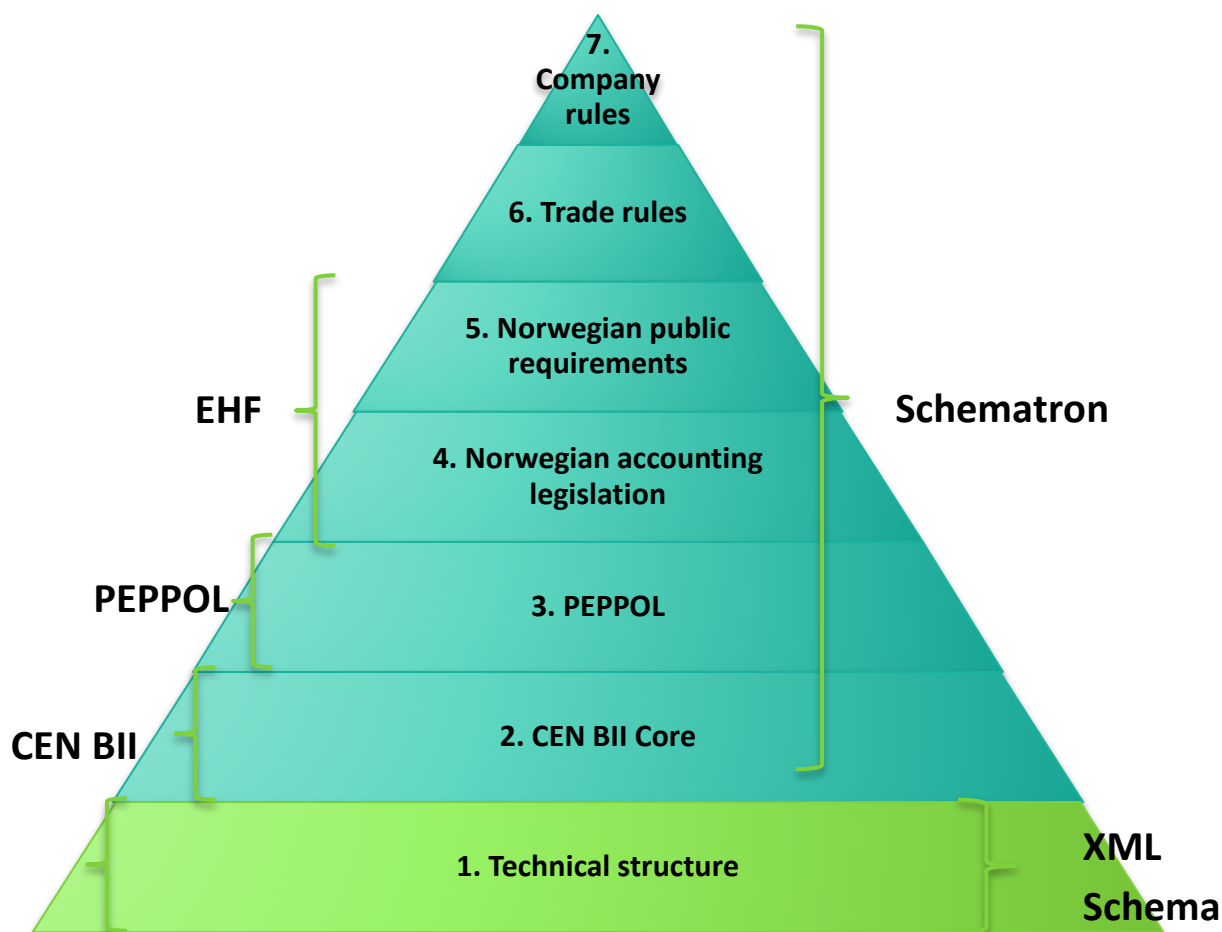 7.
Company
rules
6. Trade rules
5. Norwegian public
requirements
EHF
Schematron
4. Norwegian accounting
legislation
PEPPOL
3. PEPPOL
CEN BII
2. CEN BII Core
1. Technical structure
XML
Schema